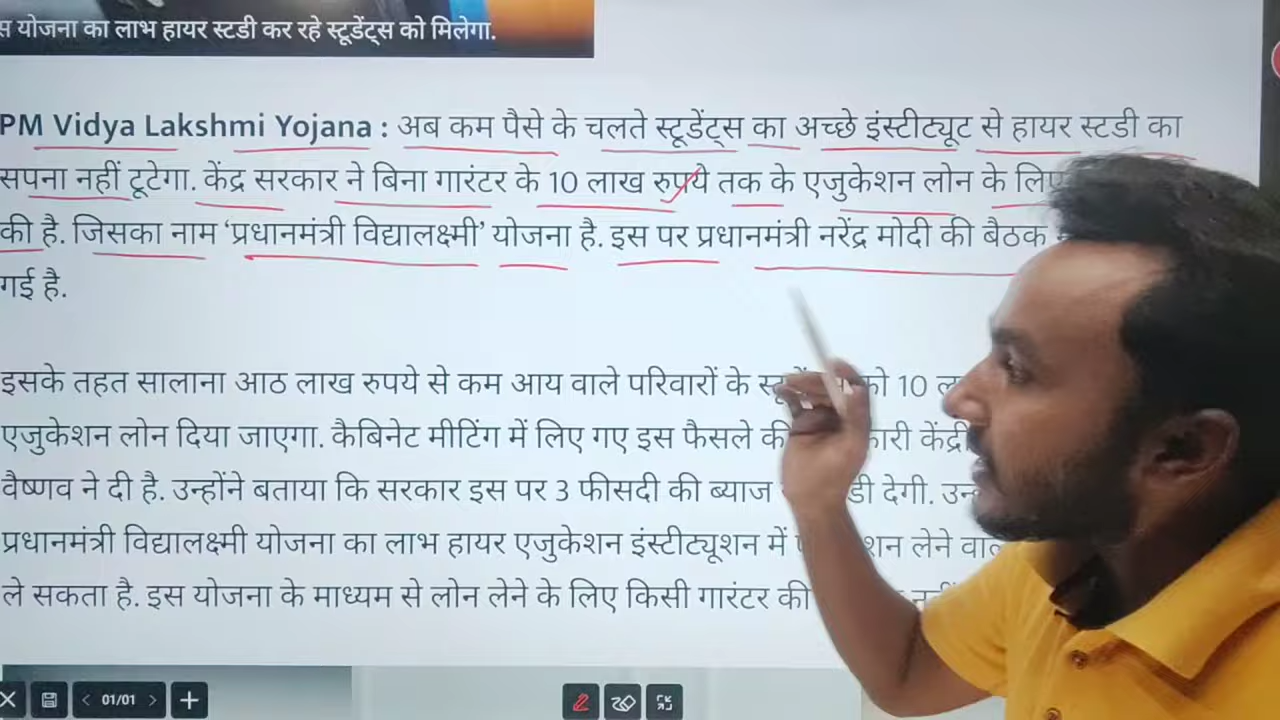 स योजना का लाभ हायर स्टडी कर रहे स्टूडेंट्स को मिलेगा.
PM Vidya Lakshmi Yojana : अब कम पैसे के चलते स्टूडेंट्स का अच्छे इंस्टीट्यूट से हायर स्टडी का
सपना नहीं टूटेगा. केंद्र सरकार ने बिना गारंटर के 10 लाख रुपये तक के एजुकेशन लोन के लिए
की है. जिसका नाम ‘प्रधानमंत्री विद्यालक्ष्मी’ योजना है. इस पर प्रधानमंत्री नरेंद्र मोदी की बैठक
गई है.
इसके तहत सालाना आठ लाख रुपये से कम आय वाले परिवारों के को 10
एजुकेशन लोन दिया जाएगा. कैबिनेट मीटिंग में लिए गए इस फैसले की
वैष्णव ने दी है. उन्होंने बताया कि सरकार इस पर 3 फीसदी की ब्याज देगी.
प्रधानमंत्री विद्यालक्ष्मी योजना का लाभ हायर एजुकेशन इंस्टीट्यूशन में लेने
ले सकता है. इस योजना के माध्यम से लोन लेने के लिए किसी गारंटर की
01/01